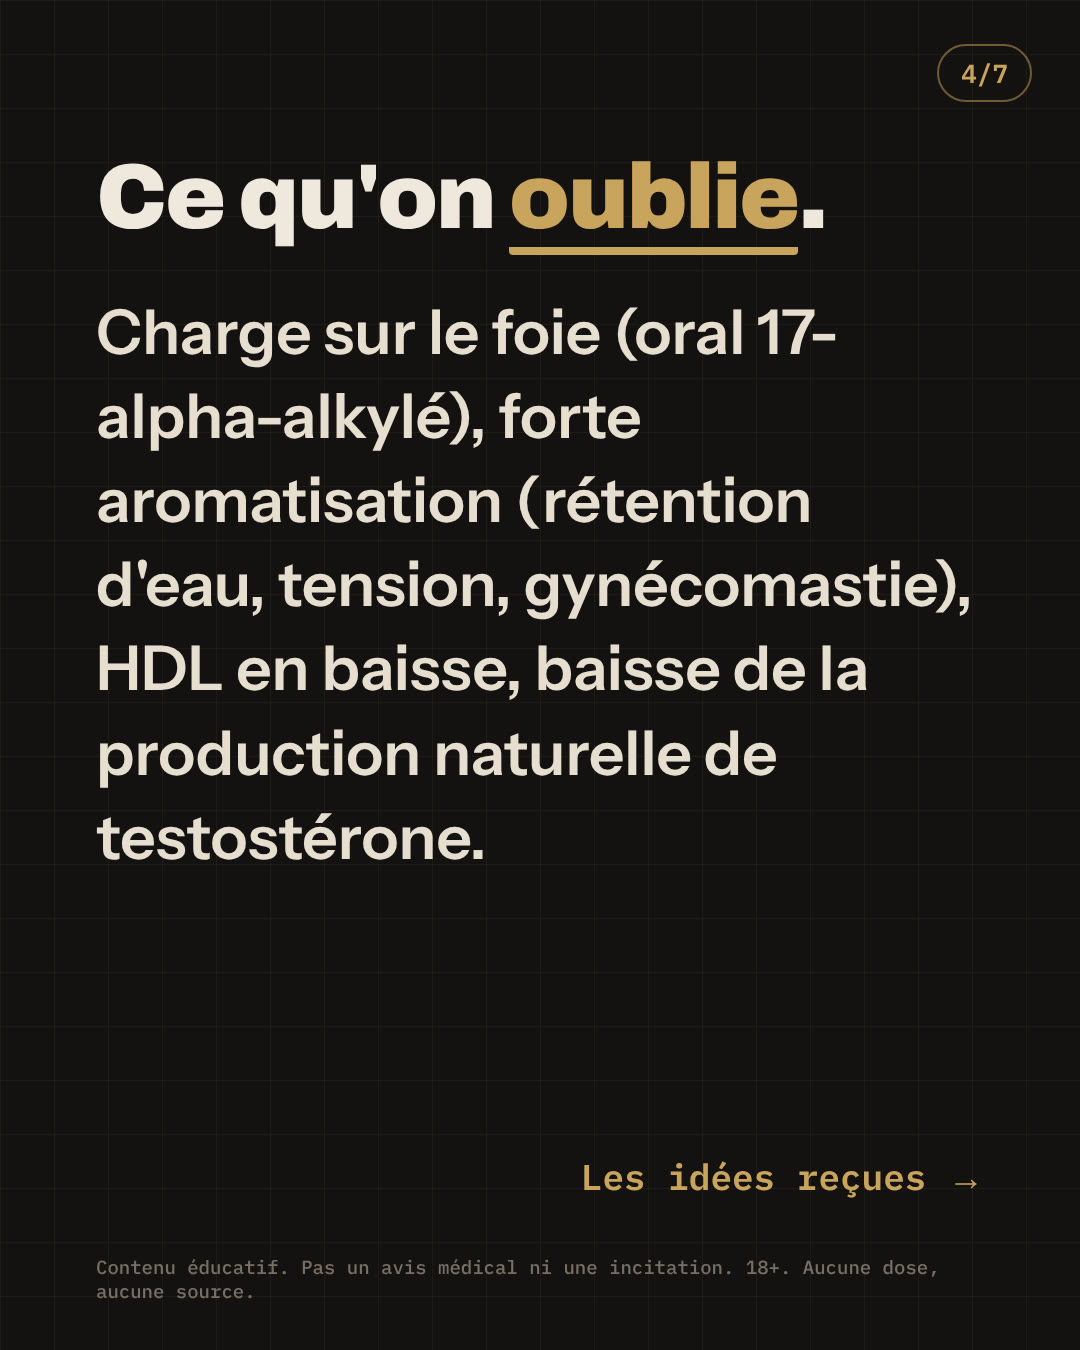 4/7
Ce qu'on oublie.
Charge sur le foie (oral 17-
alpha-alkylé), forte
aromatisation (rétention
d'eau, tension, gynécomastie),
HDL en baisse, baisse de la
production naturelle de
testostérone.
Les idées reçues →
Contenu éducatif. Pas un avis médical ni une incitation. 18+. Aucune dose,
aucune source.